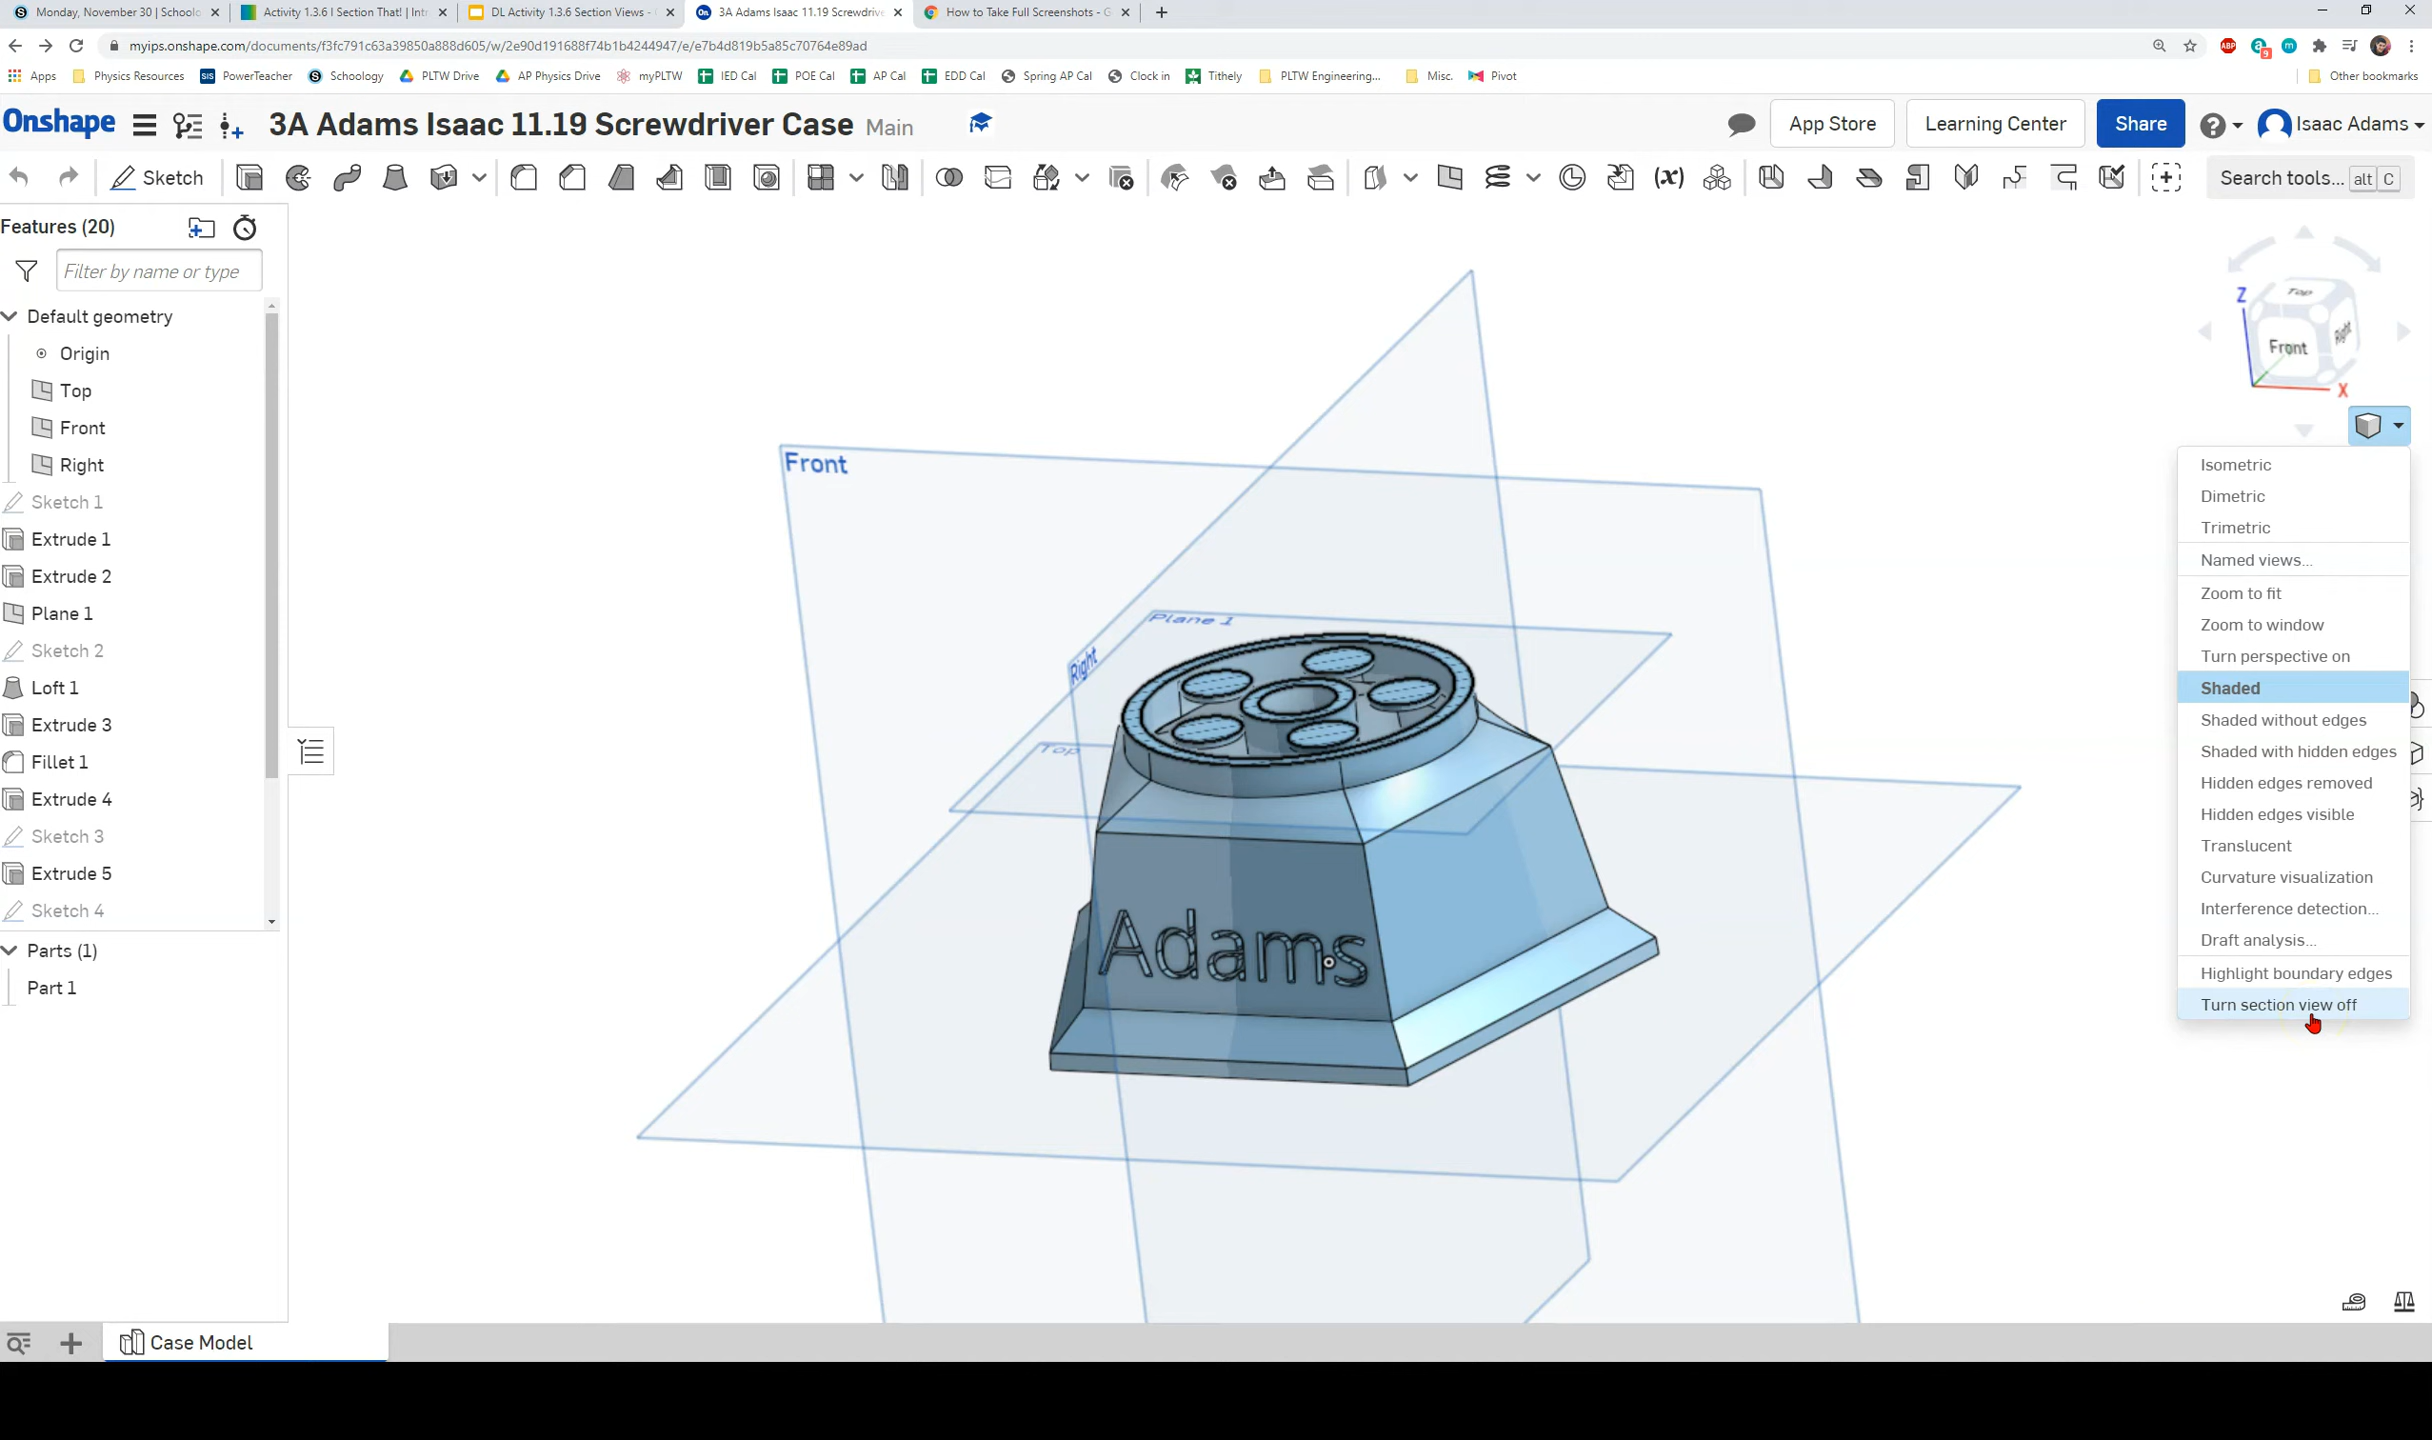 Monday, November 30 | Schoolo
Activity 1.3.6 I Section That! | Intr
DL Activity 1.3.6 Section Views -
3A Adams Isaac 11.19 Screwdrive
How to Take Full Screenshots - G
myips.onshape.com/documents/f3fc791c63a39850a888d605/w/2e90d191688f74b1b4244947/e/e7b4d819b5a85c70764e89ad
Apps
Physics Resources
SIS PowerTeacher
Schoology
PLTW Drive
AP Physics Drive
myPLTW
IED Cal
POE Cal
AP Cal
EDD Cal
Spring AP Cal
Clock in
Tithely
PLTW Engineering...
Misc.
Pivot
Other bookmarks
Onshape
3A Adams Isaac 11.19 Screwdriver Case Main
App Store
Learning Center
Share
Isaac Adams
Sketch
(x)
Search tools... alt C
Features (20)
Filter by name or type
Default geometry
Origin
Top
Front
Right
Sketch 1
Extrude 1
Extrude 2
Plane 1
Sketch 2
Loft 1
Extrude 3
Fillet 1
Extrude 4
Sketch 3
Extrude 5
Sketch 4
Parts (1)
Part 1
Front
Plane 1
Right
Top
Adams
Top
Front
Right
Z
X
Isometric
Dimetric
Trimetric
Named views...
Zoom to fit
Zoom to window
Turn perspective on
Shaded
Shaded without edges
Shaded with hidden edges
Hidden edges removed
Hidden edges visible
Translucent
Curvature visualization
Interference detection...
Draft analysis...
Highlight boundary edges
Turn section view off
Case Model